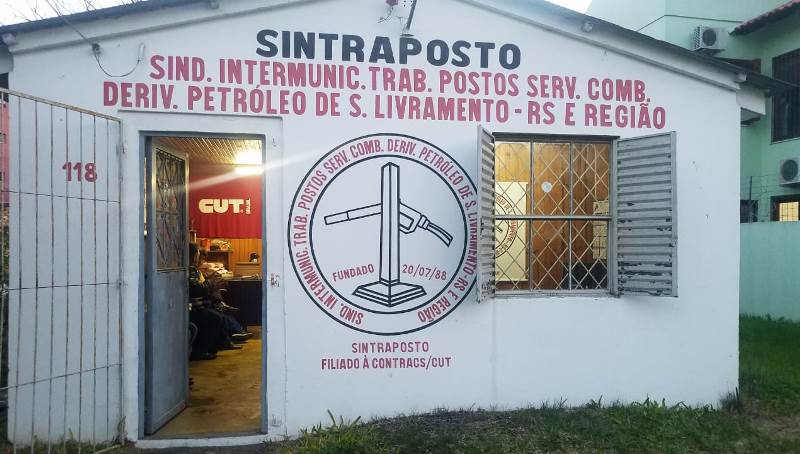 SINTRAPOSTO
SIND. INTERMUNIC. TRAB. POSTOS SERV. COMB.
DERIV. PETRÓLEO DE S. LIVRAMENTO - RS E REGIÃO
118
CUT
SIND. INTERMUNIC. TRAB. POSTOS SERV. COMB. DERIV. PETRÓLEO DE S. LIVRAMENTO - RS E REGIÃO
FUNDADO 20/07/88
SINTRAPOSTO
FILIADO À CONTRACS/CUT